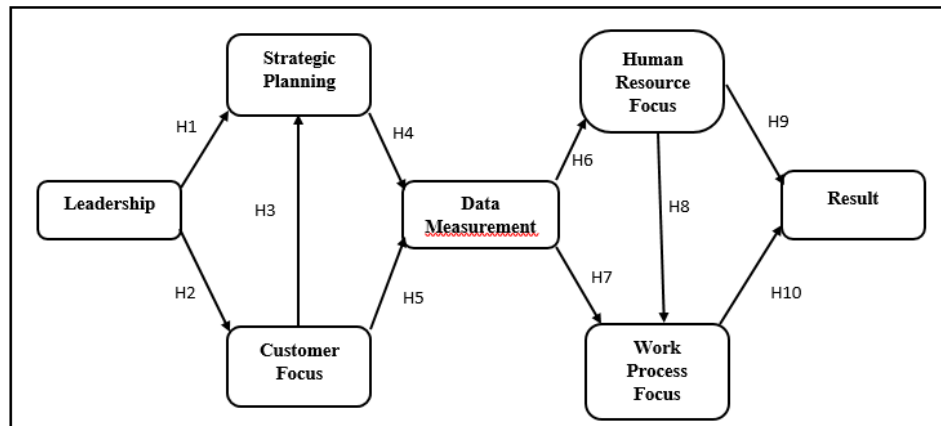 Strategic
Planning
Human
Resource
Focus
H1
H4
H9
H6
Leadership
H3
Data
Measurement
H8
Result
H2
H5
H7
H10
Customer
Focus
Work
Process
Focus